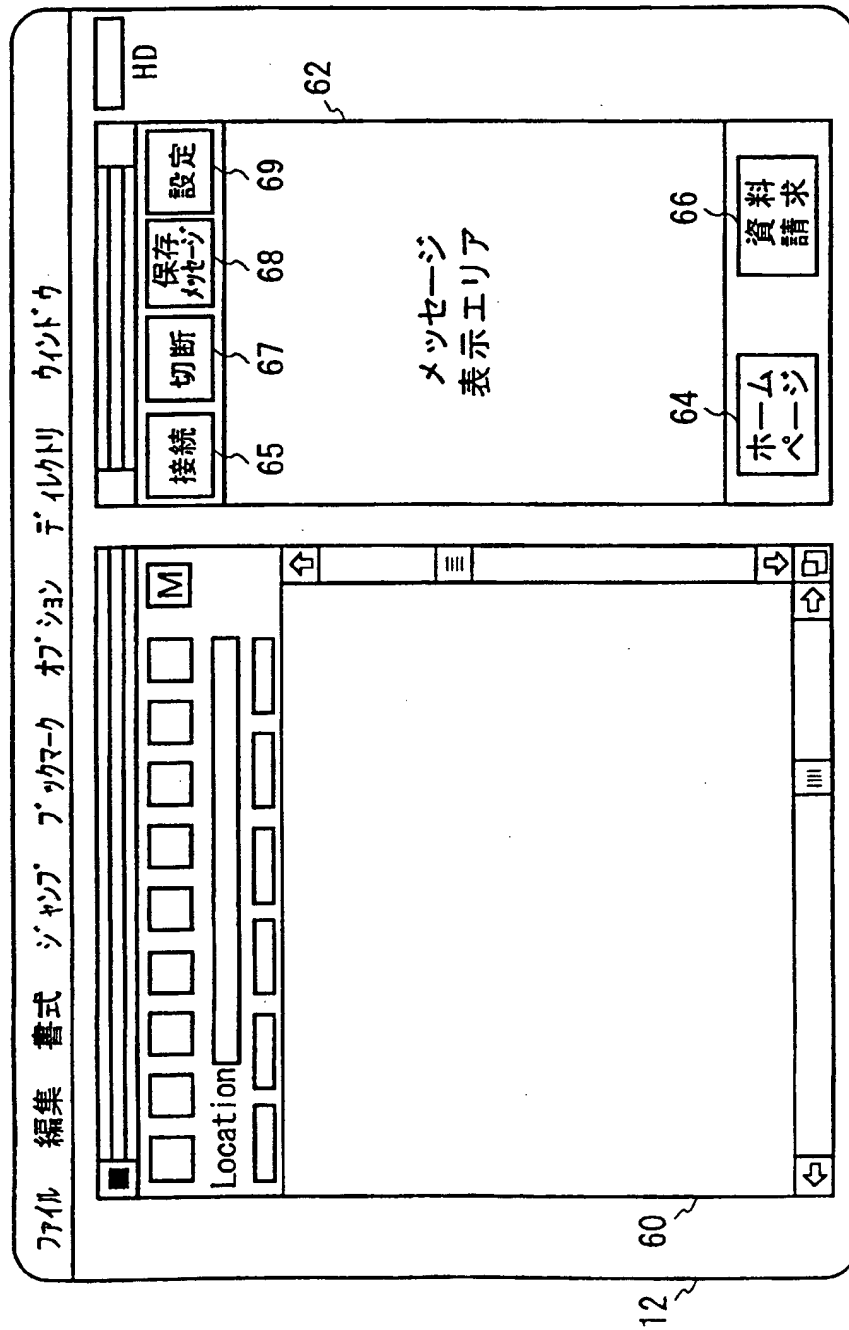 ファイル 編集 書式 ジャンプ ブックマーク オプション ディレクトリ ウィンドウ
HD
M
Location
接続
切断
保存
メッセージ
設定
65
67
68
69
62
メッセージ
表示エリア
64
66
ホーム
ページ
資料
請求
60
12